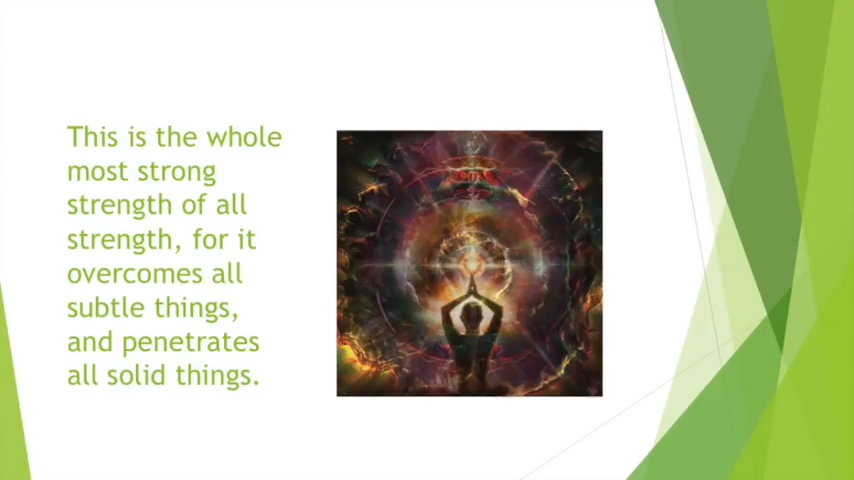 This is the whole
most strong
strength of all
strength, for it
overcomes all
subtle things,
and penetrates
all solid things.